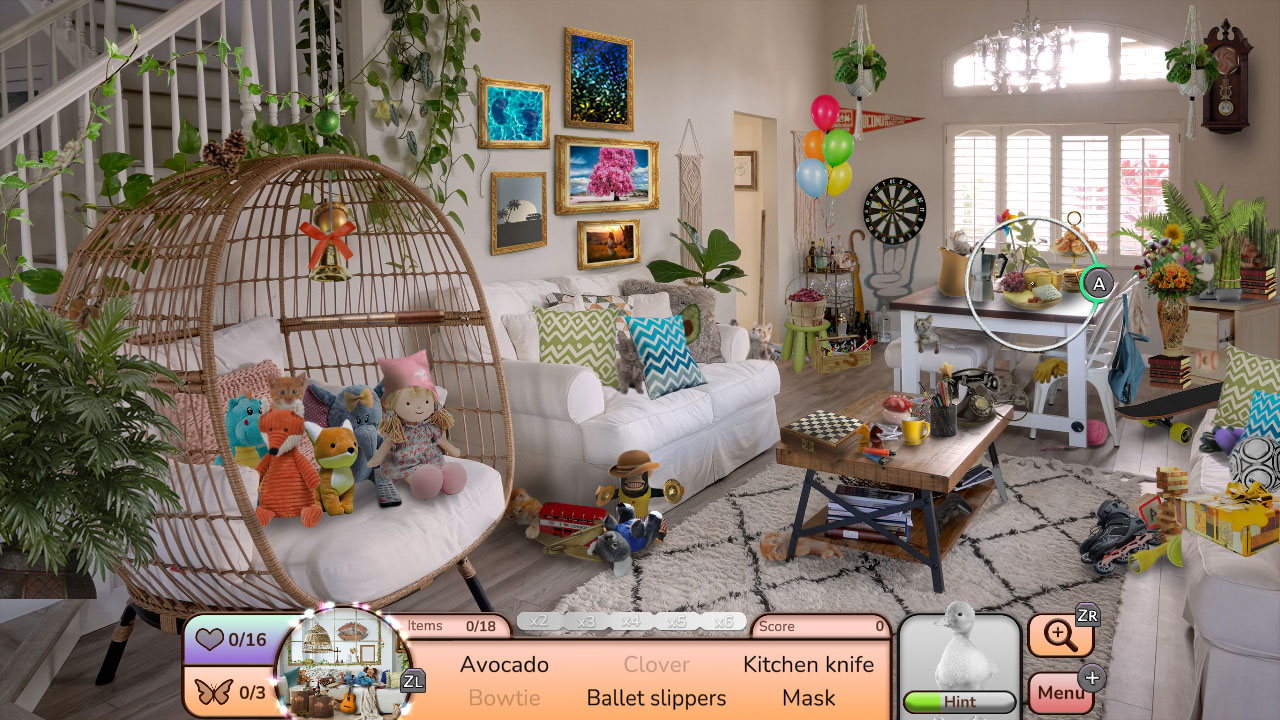 A
ZR
0/16
Items 0/18
x2 x3 x4 x5 x6
Score 0
Avocado Clover Kitchen knife
ZL
+
0/3
Bowtie Ballet slippers Mask
Hint
Menu